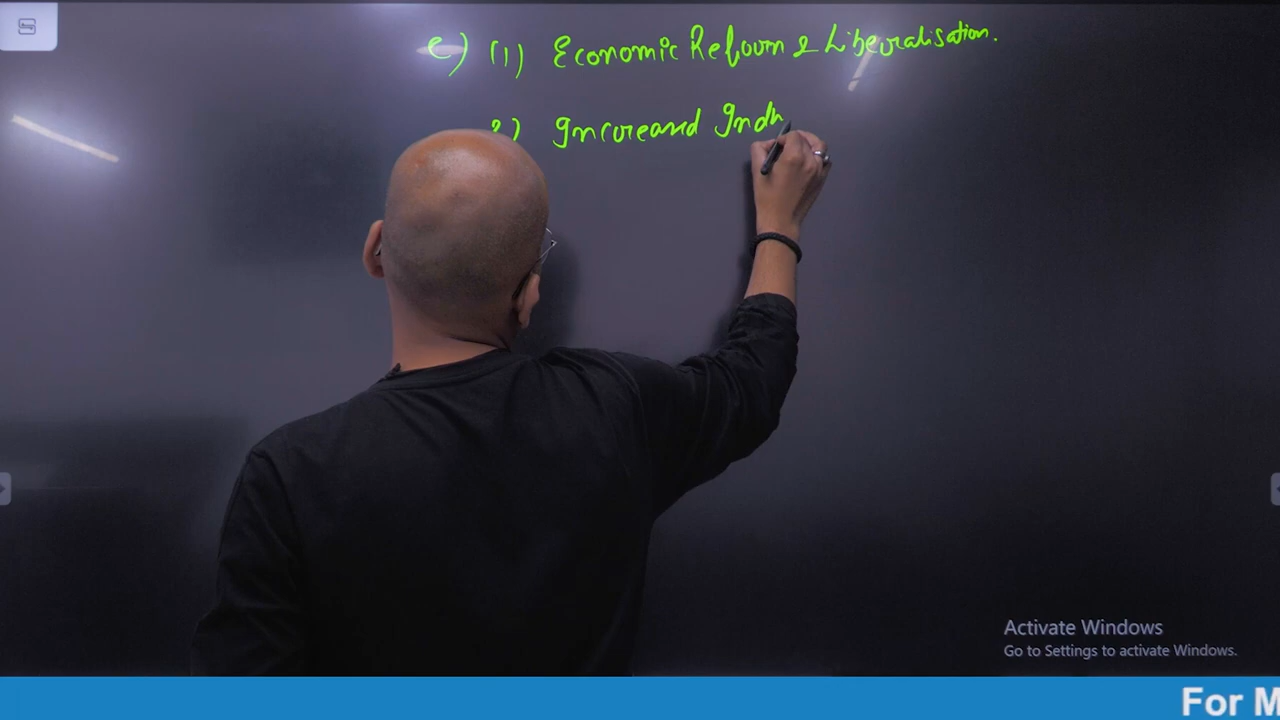 C) (1) Economic Reform & Liberalisation.
2) Increased Indu
Activate Windows
Go to Settings to activate Windows.
For M